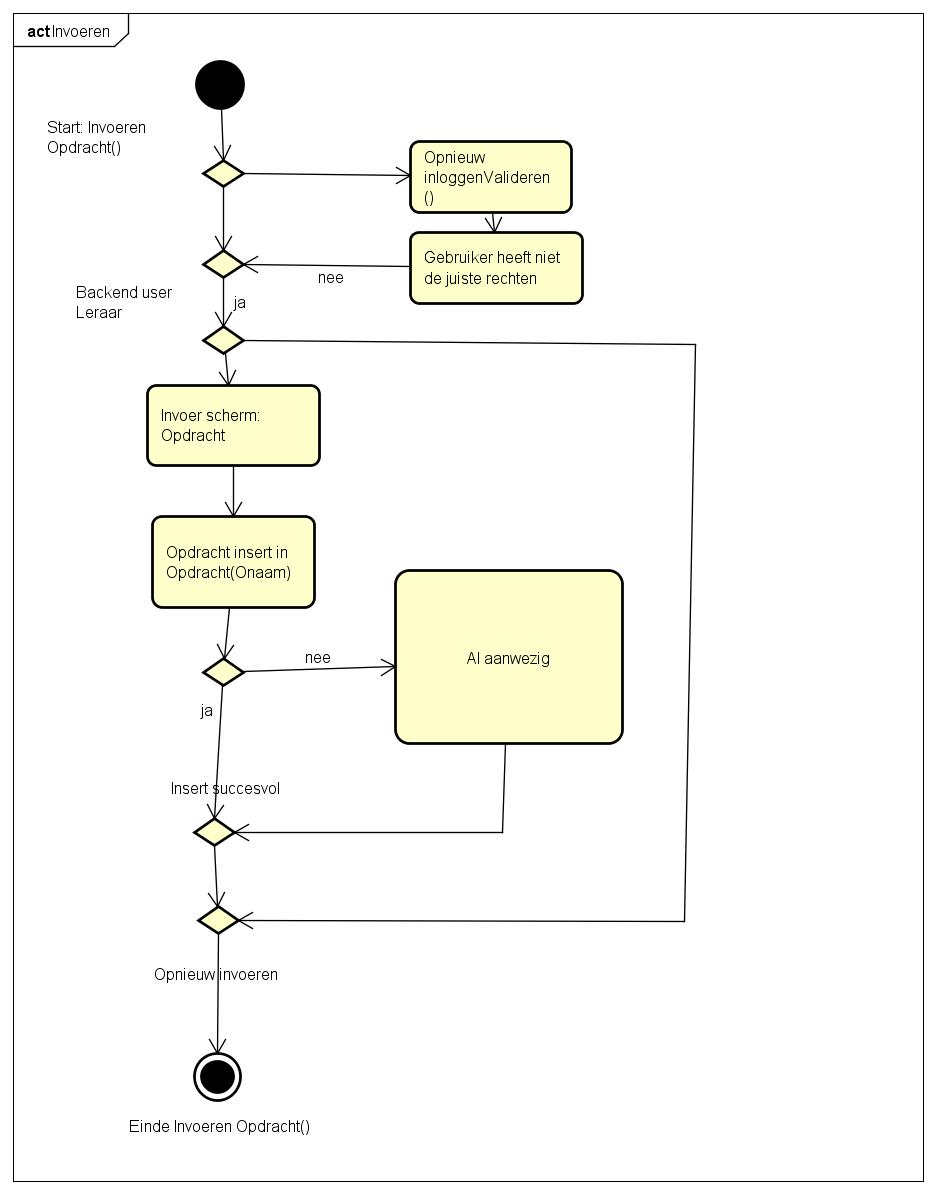 act Invoeren
Start: Invoeren
Opdracht()
Opnieuw
inloggenValideren
()
Gebruiker heeft niet
de juiste rechten
nee
Backend user
Leraar
ja
Invoer scherm:
Opdracht
Opdracht insert in
Opdracht(Onaam)
nee
Al aanwezig
ja
Insert succesvol
Opnieuw invoeren
Einde Invoeren Opdracht()